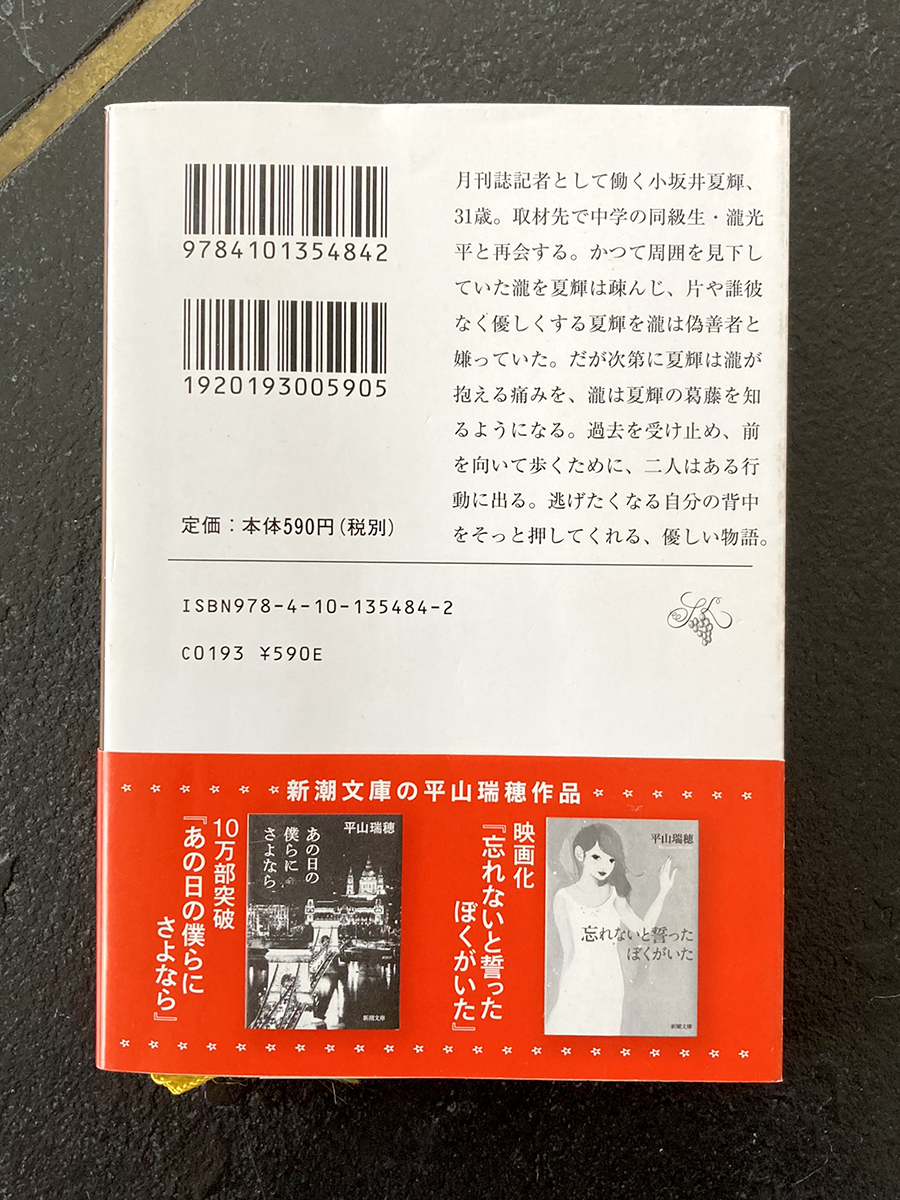 9784101354842
1920193005905
定価：本体590円(税別)
月刊誌記者として働く小坂井夏輝、
31歳。取材先で中学の同級生・瀧光
平と再会する。かつて周囲を見下し
ていた瀧を夏輝は疎んじ、片や誰彼
なく優しくする夏輝を瀧は偽善者と
嫌っていた。だが次第に夏輝は瀧が
抱える痛みを、瀧は夏輝の葛藤を知
るようになる。過去を受け止め、前
を向いて歩くために、二人はある行
動に出る。逃げたくなる自分の背中
をそっと押してくれる、優しい物語。
ISBN978-4-10-135484-2
C0193 ¥590E
新潮文庫の平山瑞穂作品
映画化
『忘れないと誓った
ぼくがいた』
平山瑞穂
忘れないと誓った
ぼくがいた
新潮文庫
10万部突破
『あの日の僕らに
さよなら』
平山瑞穂
あの日の
僕らに
さよなら
新潮文庫